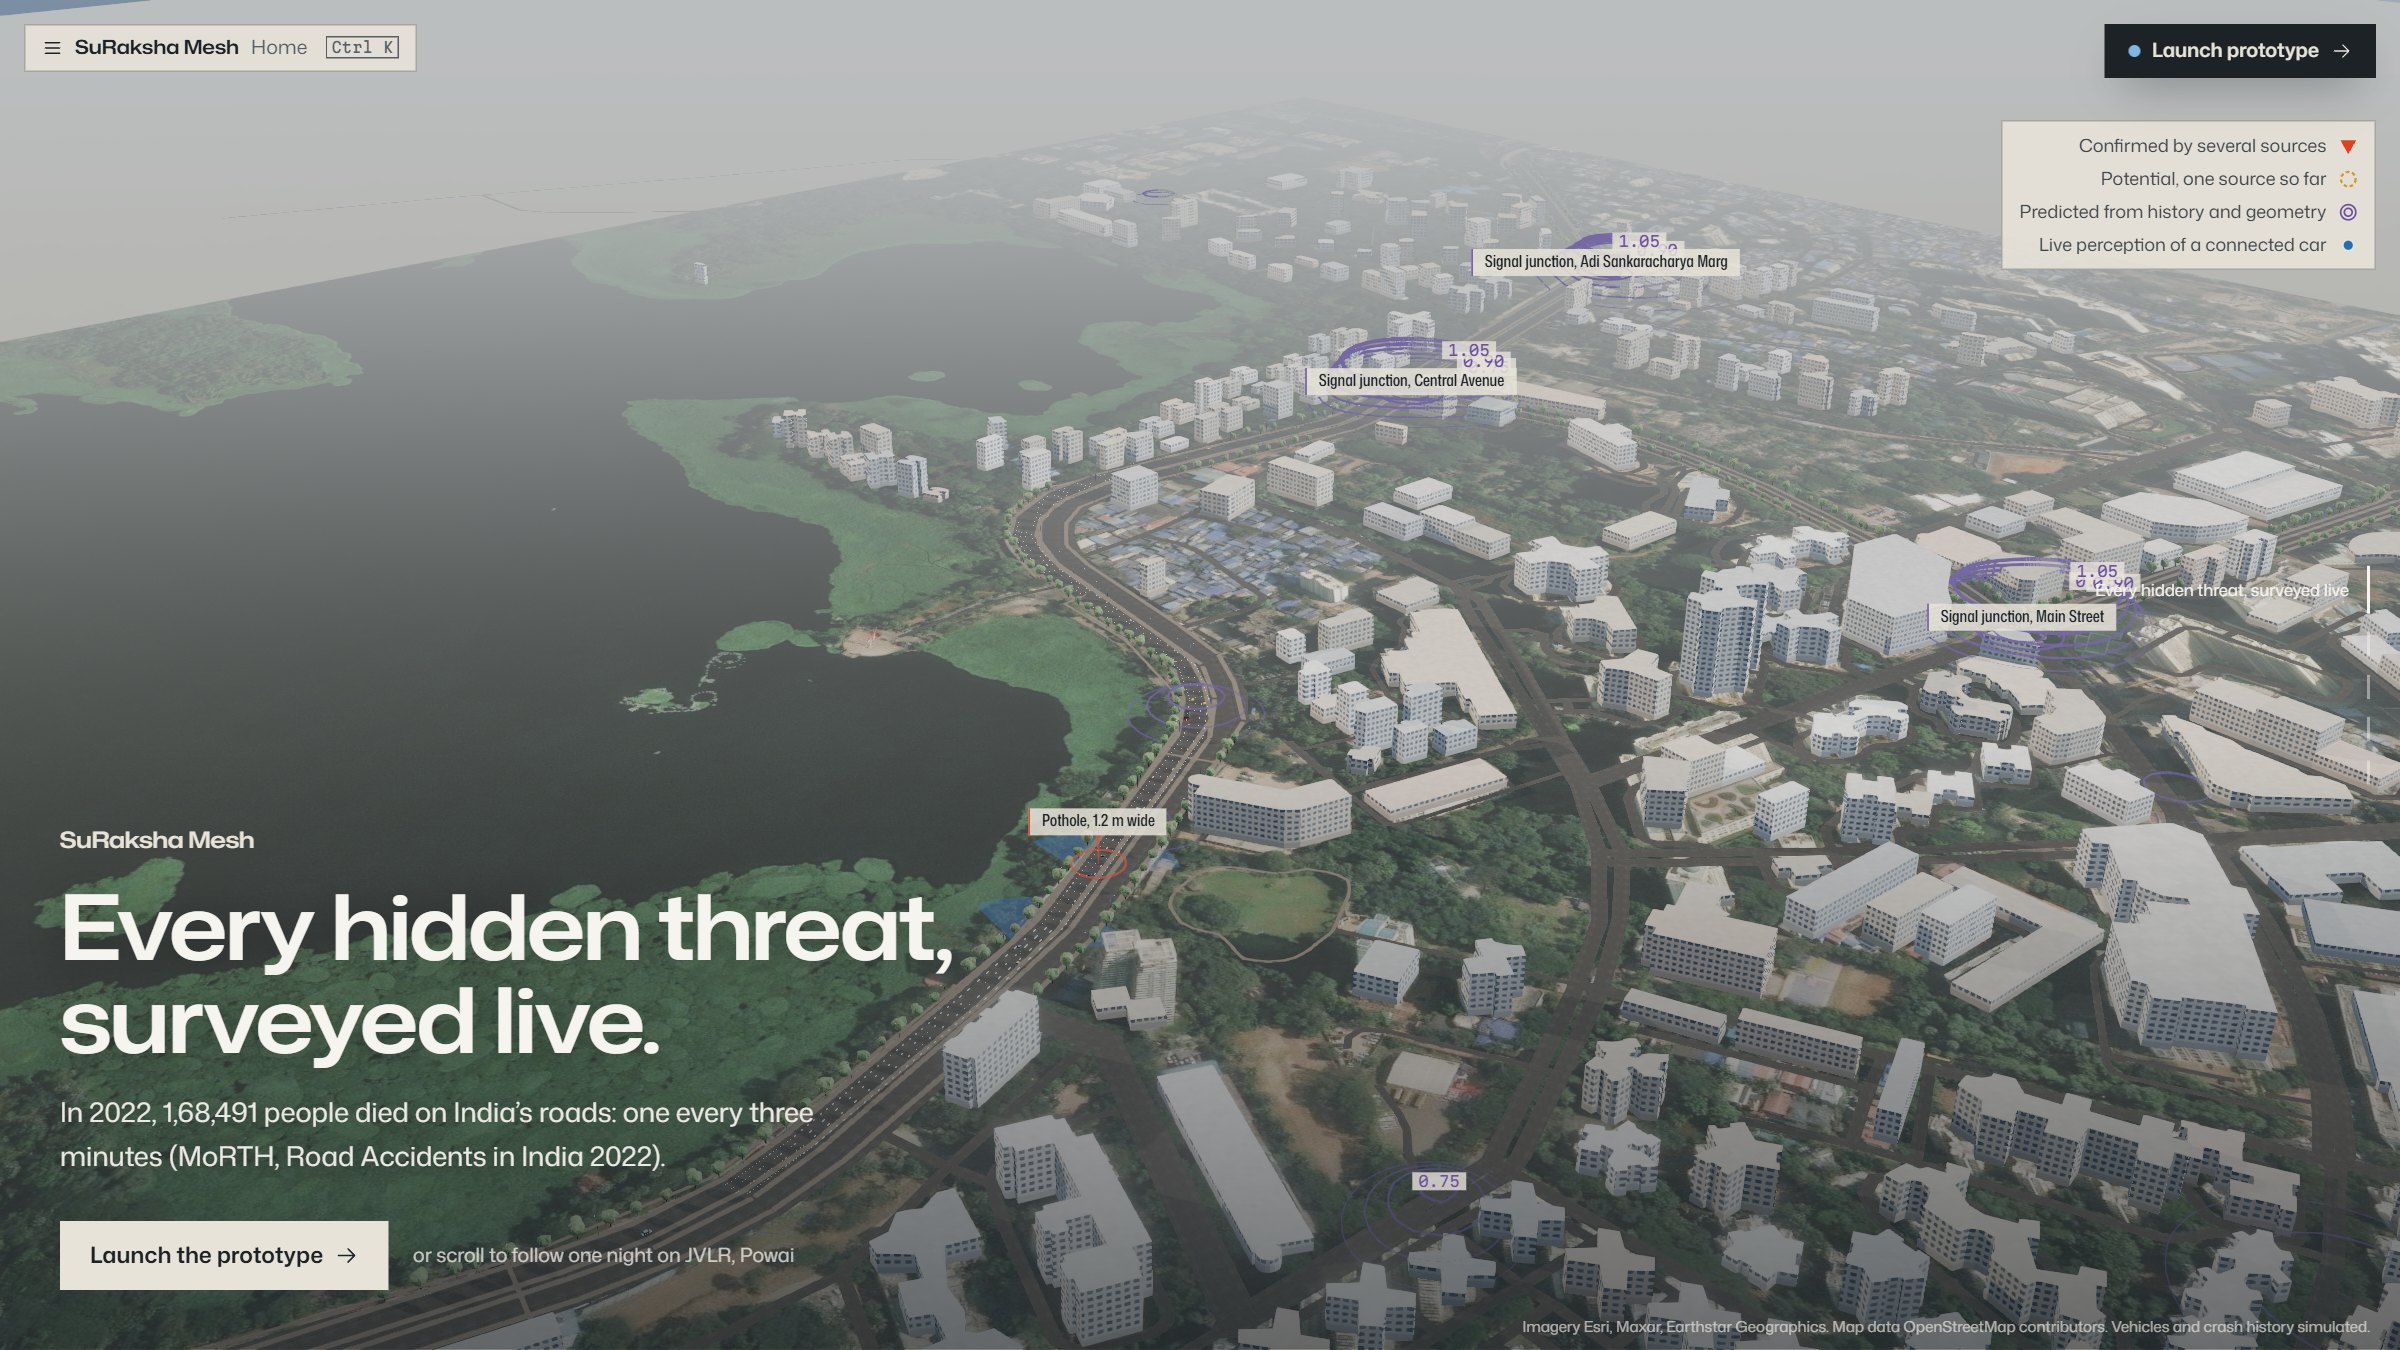 SuRaksha Mesh Home Ctrl K
Launch prototype →
Confirmed by several sources
Potential, one source so far
Predicted from history and geometry
Live perception of a connected car
1.05
Signal junction, Adi Sankaracharya Marg
1.05
0.90
Signal junction, Central Avenue
1.05
0.90
Every hidden threat, surveyed live
Signal junction, Main Street
Pothole, 1.2 m wide
SuRaksha Mesh
Every hidden threat,
surveyed live.
In 2022, 1,68,491 people died on India’s roads: one every three
minutes (MoRTH, Road Accidents in India 2022).
0.75
Launch the prototype →
or scroll to follow one night on JVLR, Powai
Imagery Esri, Maxar, Earthstar Geographics. Map data OpenStreetMap contributors. Vehicles and crash history simulated.